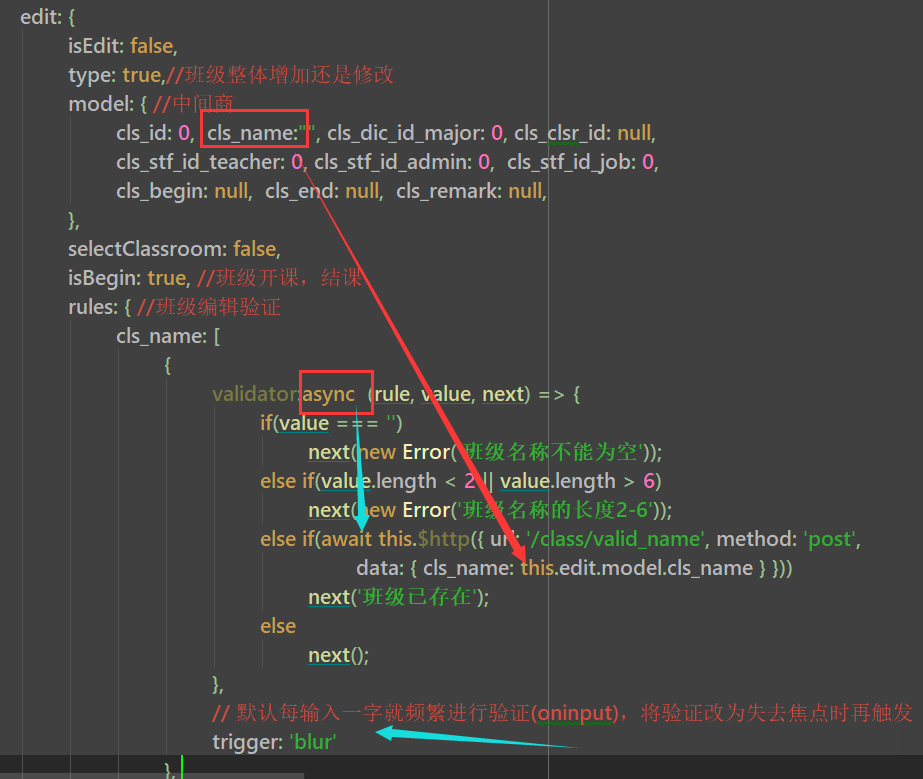 edit: {
isEdit: false,
type: true,//班级整体增加还是修改
model: { //中间商
cls_id: 0, cls_name:"", cls_dic_id_major: 0, cls_clsr_id: null,
cls_stf_id_teacher: 0, cls_stf_id_admin: 0, cls_stf_id_job: 0,
cls_begin: null, cls_end: null, cls_remark: null,
},
selectClassroom: false,
isBegin: true, //班级开课，结课
rules: { //班级编辑验证
cls_name: [
{
validator:async (rule, value, next) => {
if(value === '')
next(new Error('班级名称不能为空'));
else if(value.length < 2 || value.length > 6)
next(new Error('班级名称的长度2-6'));
else if(await this.$http({ url: '/class/valid_name', method: 'post',
data: { cls_name: this.edit.model.cls_name } }))
next('班级已存在');
else
next();
},
// 默认每输入一字就频繁进行验证(oninput)，将验证改为失去焦点时再触发
trigger: 'blur'
},